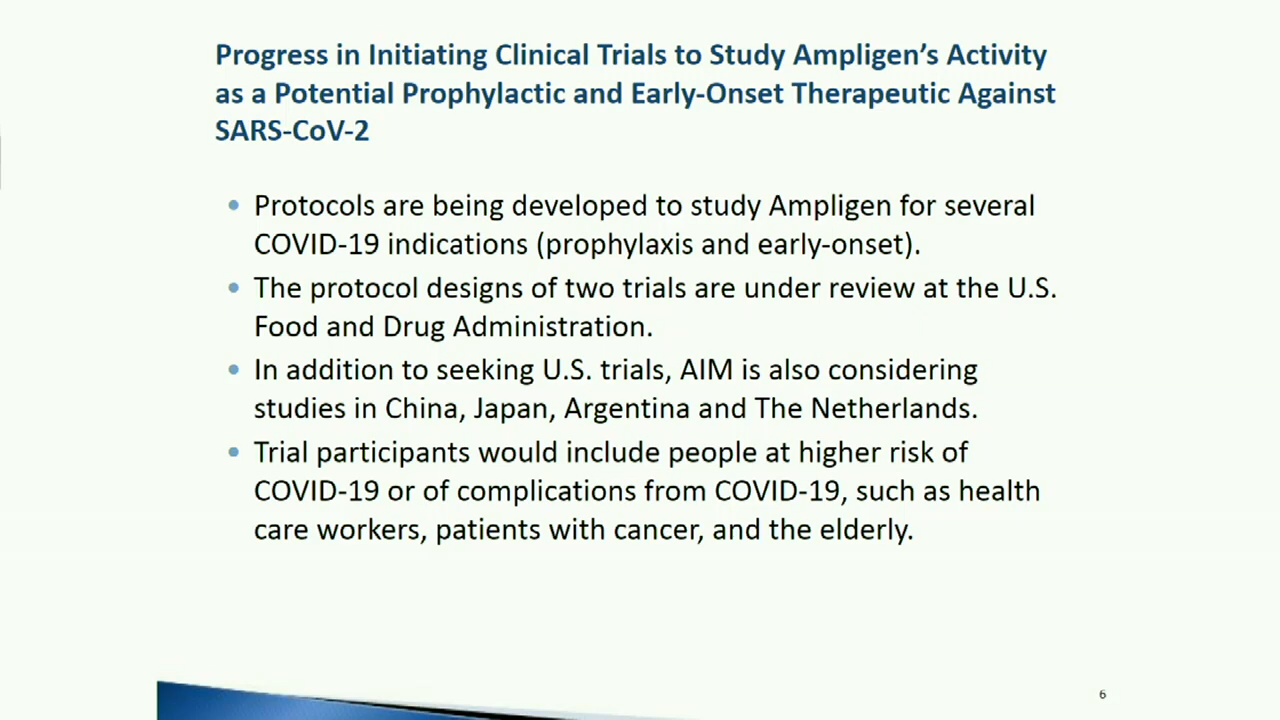 Progress in Initiating Clinical Trials to Study Ampligen’s Activity
as a Potential Prophylactic and Early-Onset Therapeutic Against
SARS-CoV-2
• Protocols are being developed to study Ampligen for several
COVID-19 indications (prophylaxis and early-onset).
• The protocol designs of two trials are under review at the U.S.
Food and Drug Administration.
• In addition to seeking U.S. trials, AIM is also considering
studies in China, Japan, Argentina and The Netherlands.
• Trial participants would include people at higher risk of
COVID-19 or of complications from COVID-19, such as health
care workers, patients with cancer, and the elderly.
6